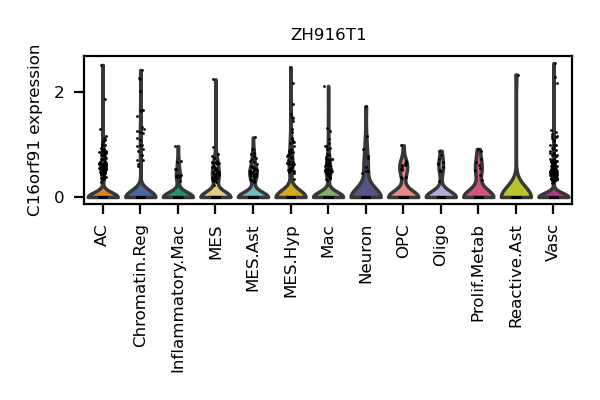 ZH916T1
C16orf91 expression
2
0
AC
Chromatin.Reg
Inflammatory.Mac
MES
MES.Ast
MES.Hyp
Mac
Neuron
OPC
Oligo
Prolif.Metab
Reactive.Ast
Vasc